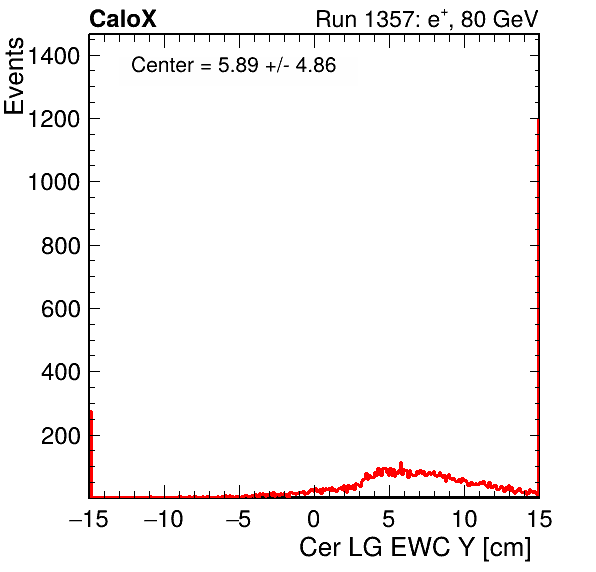 CaloX Run 1357: e⁺, 80 GeV
Center = 5.89 +/- 4.86
Events
1400
1200
1000
800
600
400
200
−15 −10 −5 0 5 10 15
Cer LG EWC Y [cm]